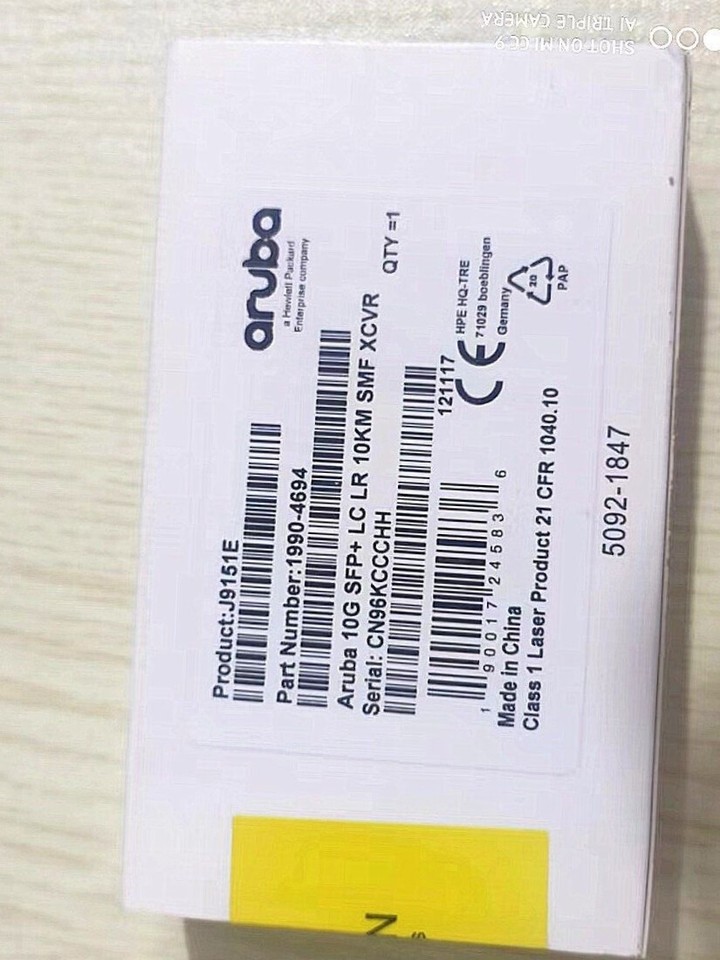 aruba
a Hewlett Packard
Enterprise company
Product:J9151E
Part Number:1990-4694
Aruba 10G SFP+ LC LR 10KM SMF XCVR
QTY =1
Serial: CN96KCCCHH
121117
1 90017 24583 6
HPE HQ-TRE
71029 boeblingen
Germany
CE
20
PAP
Made in China
Class 1 Laser Product 21 CFR 1040.10
5092-1847
N
s
SHOT ON MI CC9
AI TRIPLE CAMERA